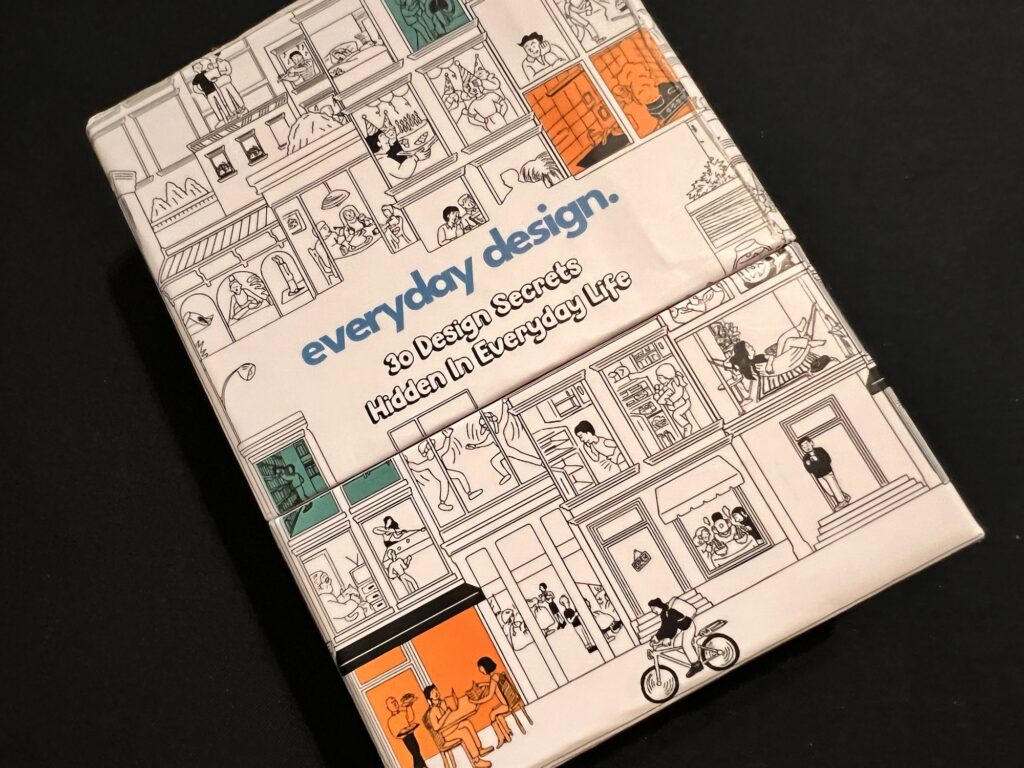 everyday design.
30 Design Secrets
Hidden In Everyday Life